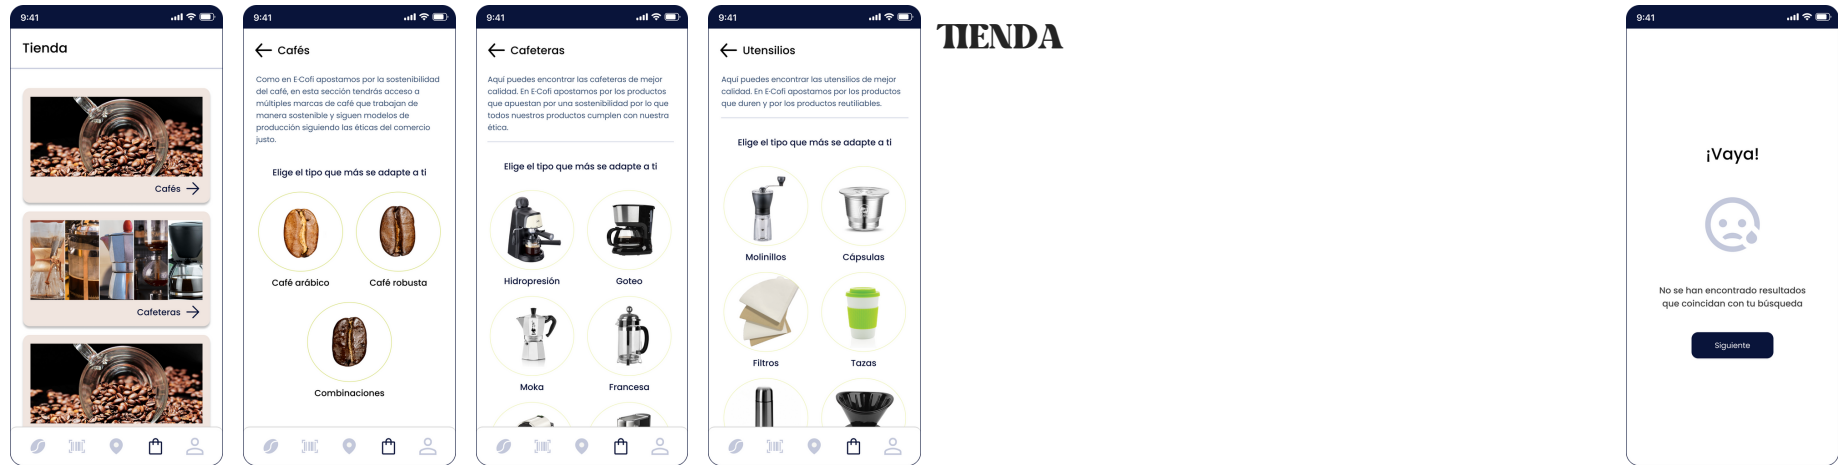 9:41
Tienda
Cafés
Cafeteras
9:41
Cafés
Como en E·Cofi apostamos por la sostenibilidad
del café, en esta sección tendrás acceso a
múltiples marcas de café que trabajan de
manera sostenible y siguen modelos de
producción siguiendo las éticas del comercio
justo.
Elige el tipo que más se adapte a ti
Café arábico
Café robusta
Combinaciones
9:41
Cafeteras
Aquí puedes encontrar las cafeteras de mejor
calidad. En E·Cofi apostamos por los productos
que apuestan por una sostenibilidad por lo que
todos nuestros productos cumplen con nuestra
ética.
Elige el tipo que más se adapte a ti
Hidropresión
Goteo
Moka
Francesa
9:41
Utensilios
Aquí puedes encontrar las utensilios de mejor
calidad. En E·Cofi apostamos por los productos
que duren y por los productos reutiliables.
Elige el tipo que más se adapte a ti
Molinillos
Cápsulas
Filtros
Tazas
TIENDA
9:41
¡Vaya!
No se han encontrado resultados
que coincidan con tu búsqueda
Siguiente